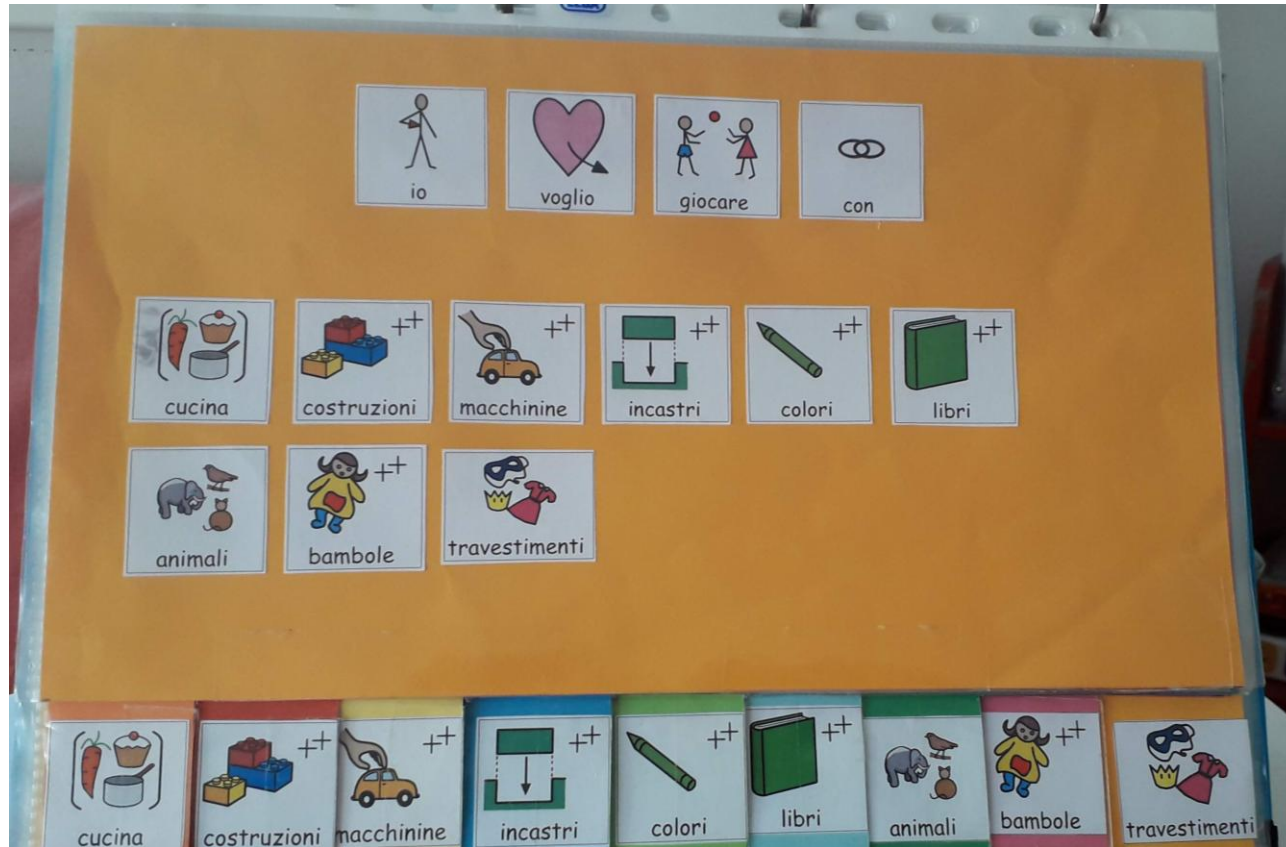 io voglio giocare con
cucina costruzioni macchinine incastri colori libri
animali bambole travestimenti
cucina costruzioni macchinine incastri colori libri animali bambole travestimenti